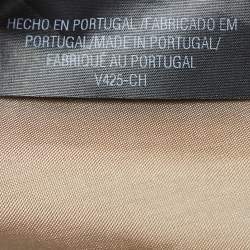 HECHO EN PORTUGAL/FABRICADO EM
PORTUGAL/MADE IN PORTUGAL/
FABRIQUÉ AU PORTUGAL
V425-CH